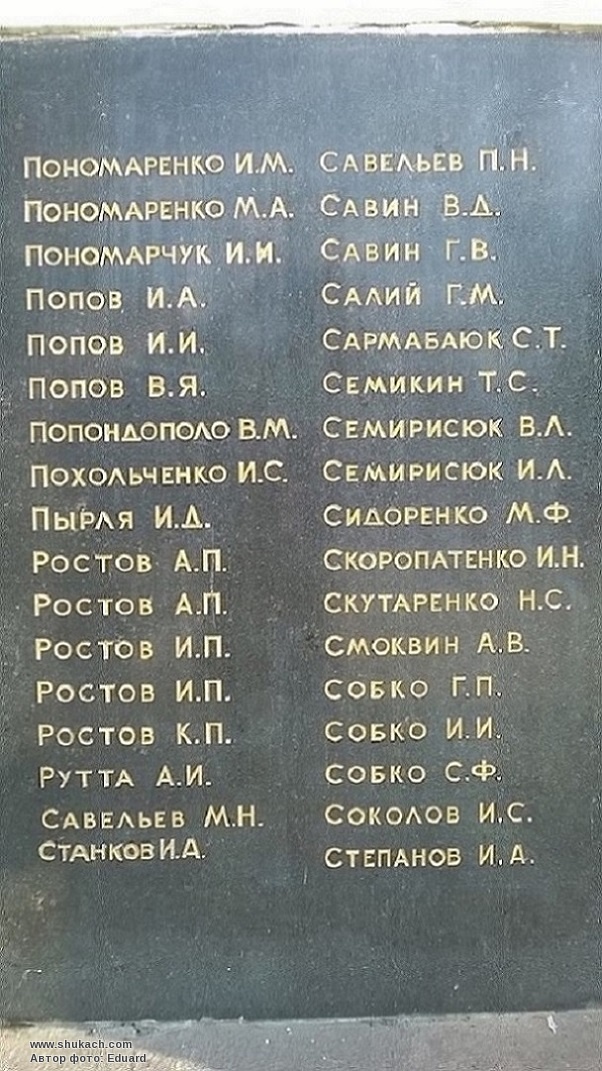 Пономаренко И.М.
Пономаренко М.А.
Пономарчук И.И.
Попов И.А.
Попов И.И.
Попов В.Я.
Попондополо В.М.
Похольченко И.С.
Пырля И.Д.
Ростов А.П.
Ростов А.П.
Ростов И.П.
Ростов И.П.
Ростов К.П.
Рутта А.И.
Савельев М.Н.
Станков И.Д.
Савельев П.Н.
Савин В.Д.
Савин Г.В.
Салий Г.М.
Сармабаюк С.Т.
Семикин Т.С.
Семирисюк В.Л.
Семирисюк И.Л.
Сидоренко М.Ф.
Скоропатенко И.Н.
Скутаренко Н.С.
Смоквин А.В.
Собко Г.П.
Собко И.И.
Собко С.Ф.
Соколов И.С.
Степанов И.Д.
www.shukach.com
Автор фото: Eduard